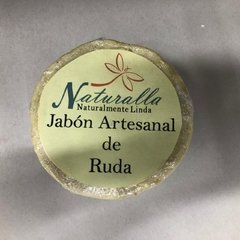 Naturalla
Naturalmente Linda
Jabón Artesanal
de
Ruda